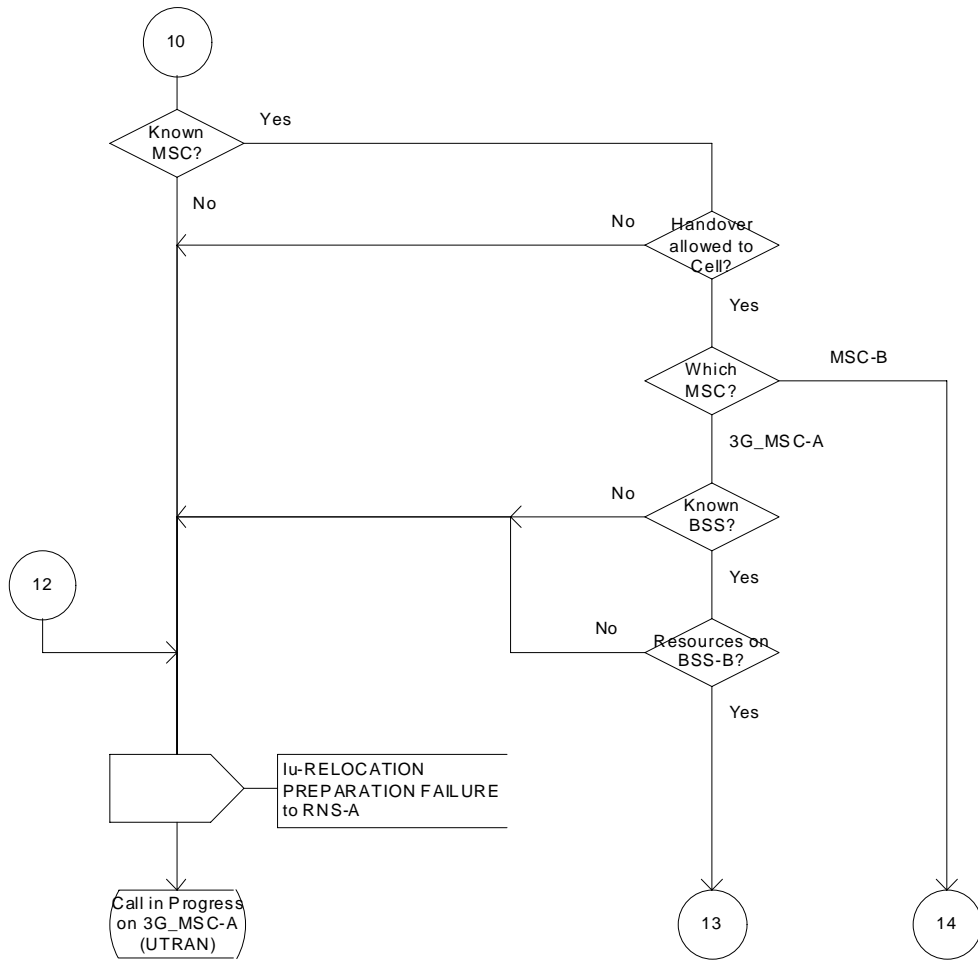 10
Known
MSC?
Yes
No
No
Handover
allowed to
Cell?
Yes
Which
MSC?
MSC-B
3G_MSC-A
No
Known
BSS?
Yes
12
No
Resources on
BSS-B?
Yes
Iu-RELOCATION
PREPARATION FAILURE
to RNS-A
Call in Progress
on 3G_MSC-A
(UTRAN)
13
14